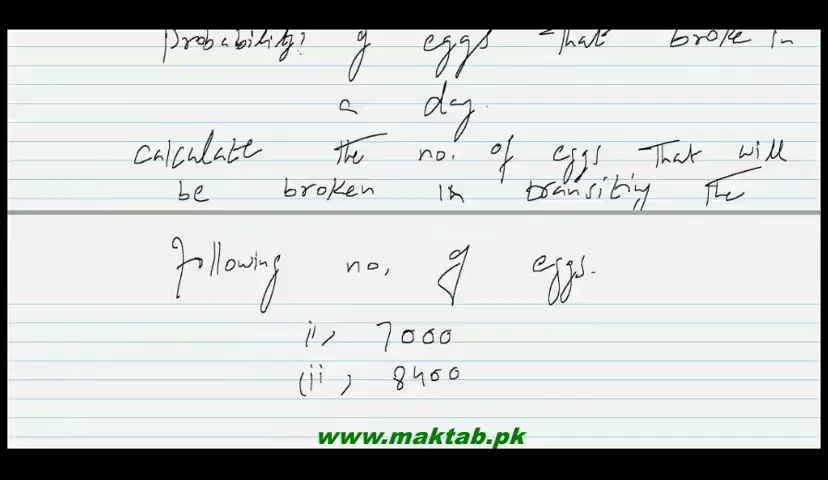 probability: of eggs That broke in
a day.
calculate The no. of eggs That will
be broken in transiting The
Following no. of eggs.
i, 7000
(ii, 8400
www.maktab.pk